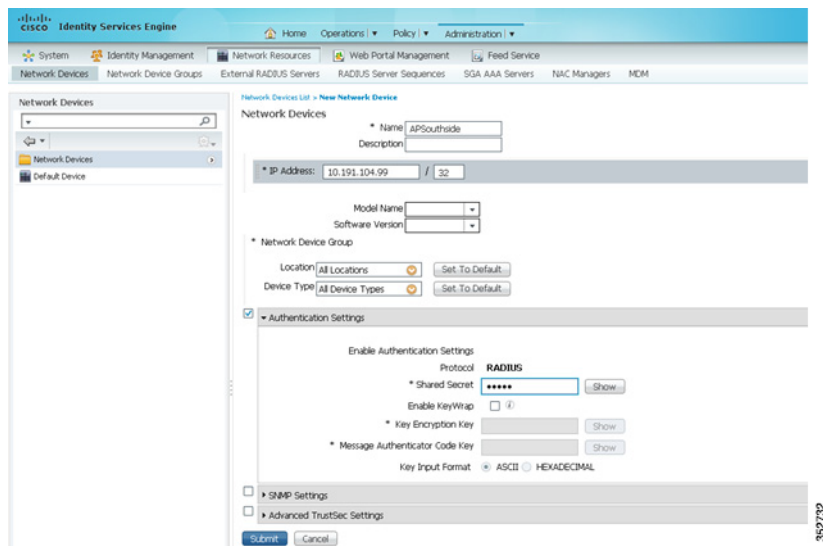 cisco Identity Services Engine
Home Operations Policy Administration
System Identity Management Network Resources Web Portal Management Feed Service
Network Devices Network Device Groups External RADIUS Servers RADIUS Server Sequences SGA AAA Servers NAC Managers MDM
Network Devices
Network Devices
Default Device
Network Devices List > New Network Device
Network Devices
* Name APSouthside
Description
* IP Address: 10.191.104.99 / 32
Model Name
Software Version
* Network Device Group
Location All Locations Set To Default
Device Type All Device Types Set To Default
Authentication Settings
Enable Authentication Settings
Protocol RADIUS
* Shared Secret ••••• Show
Enable KeyWrap
* Key Encryption Key Show
* Message Authenticator Code Key Show
Key Input Format ASCII HEXADECIMAL
SNMP Settings
Advanced TrustSec Settings
Submit Cancel
352732